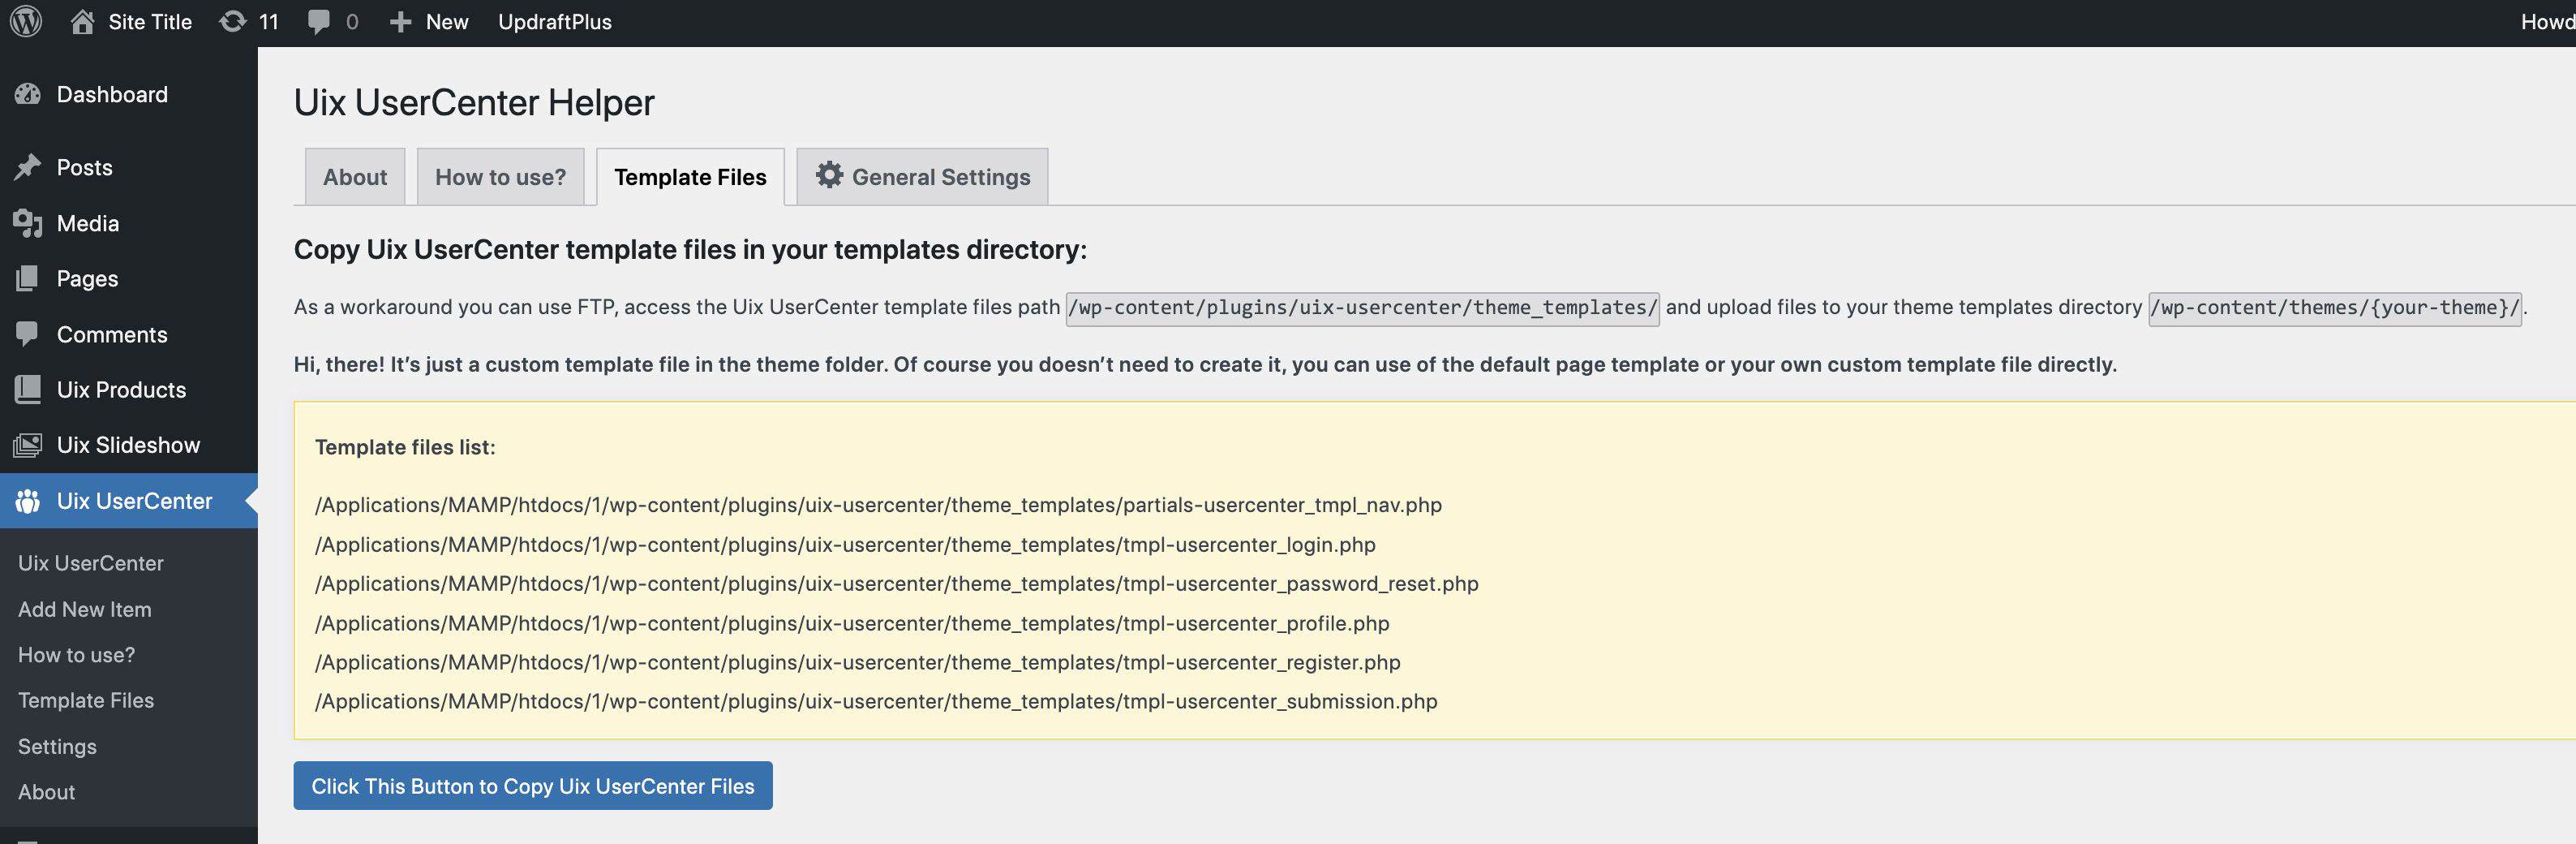 Site Title 11 0 New UpdraftPlus Howd
Dashboard
Posts
Media
Pages
Comments
Uix Products
Uix Slideshow
Uix UserCenter
Uix UserCenter
Add New Item
How to use?
Template Files
Settings
About
Uix UserCenter Helper
About How to use? Template Files General Settings
Copy Uix UserCenter template files in your templates directory:
As a workaround you can use FTP, access the Uix UserCenter template files path /wp-content/plugins/uix-usercenter/theme_templates/ and upload files to your theme templates directory /wp-content/themes/{your-theme}/.
Hi, there! It’s just a custom template file in the theme folder. Of course you doesn’t need to create it, you can use of the default page template or your own custom template file directly.
Template files list:
/Applications/MAMP/htdocs/1/wp-content/plugins/uix-usercenter/theme_templates/partials-usercenter_tmpl_nav.php
/Applications/MAMP/htdocs/1/wp-content/plugins/uix-usercenter/theme_templates/tmpl-usercenter_login.php
/Applications/MAMP/htdocs/1/wp-content/plugins/uix-usercenter/theme_templates/tmpl-usercenter_password_reset.php
/Applications/MAMP/htdocs/1/wp-content/plugins/uix-usercenter/theme_templates/tmpl-usercenter_profile.php
/Applications/MAMP/htdocs/1/wp-content/plugins/uix-usercenter/theme_templates/tmpl-usercenter_register.php
/Applications/MAMP/htdocs/1/wp-content/plugins/uix-usercenter/theme_templates/tmpl-usercenter_submission.php
Click This Button to Copy Uix UserCenter Files